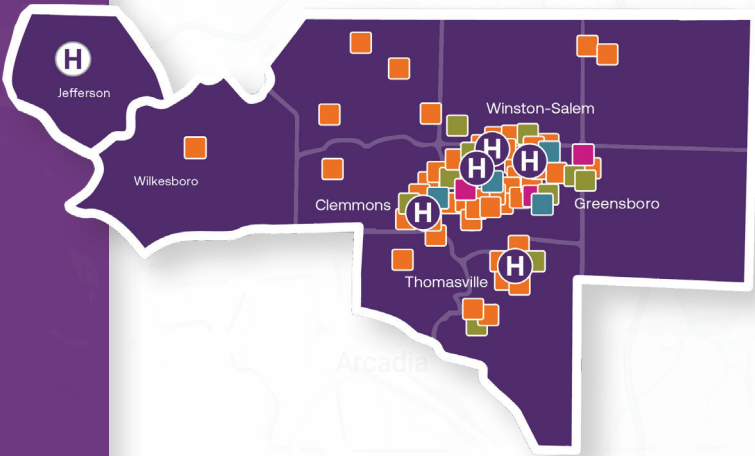 H
Jefferson
Winston-Salem
H
H
H
Wilkesboro
Clemmons
H
Greensboro
H
Thomasville
Arcadia